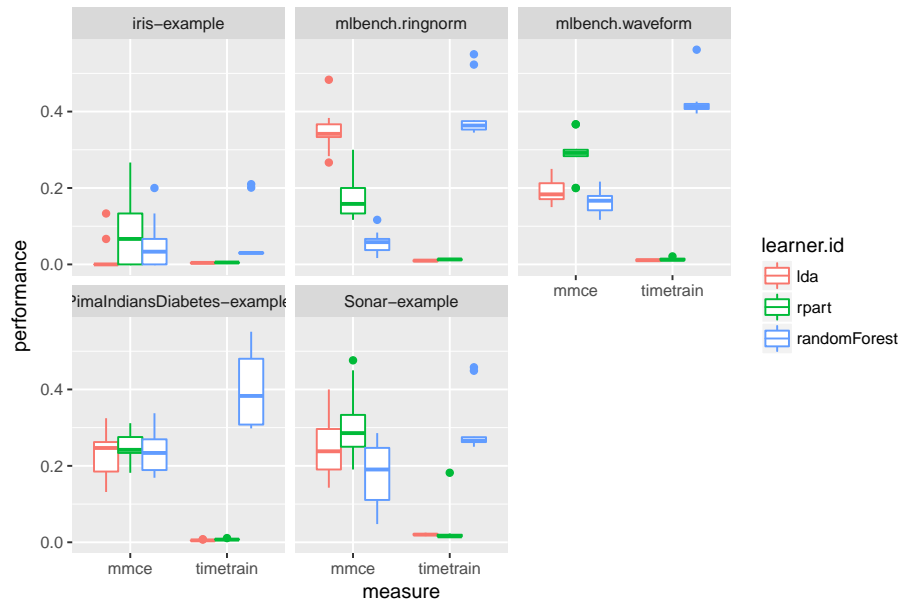 iris−example
mlbench.ringnorm
mlbench.waveform
0.4
0.2
0.0
mmce
timetrain
PimaIndiansDiabetes−example
Sonar−example
0.4
0.2
0.0
mmce
timetrain
mmce
timetrain
measure
performance
learner.id
lda
rpart
randomForest